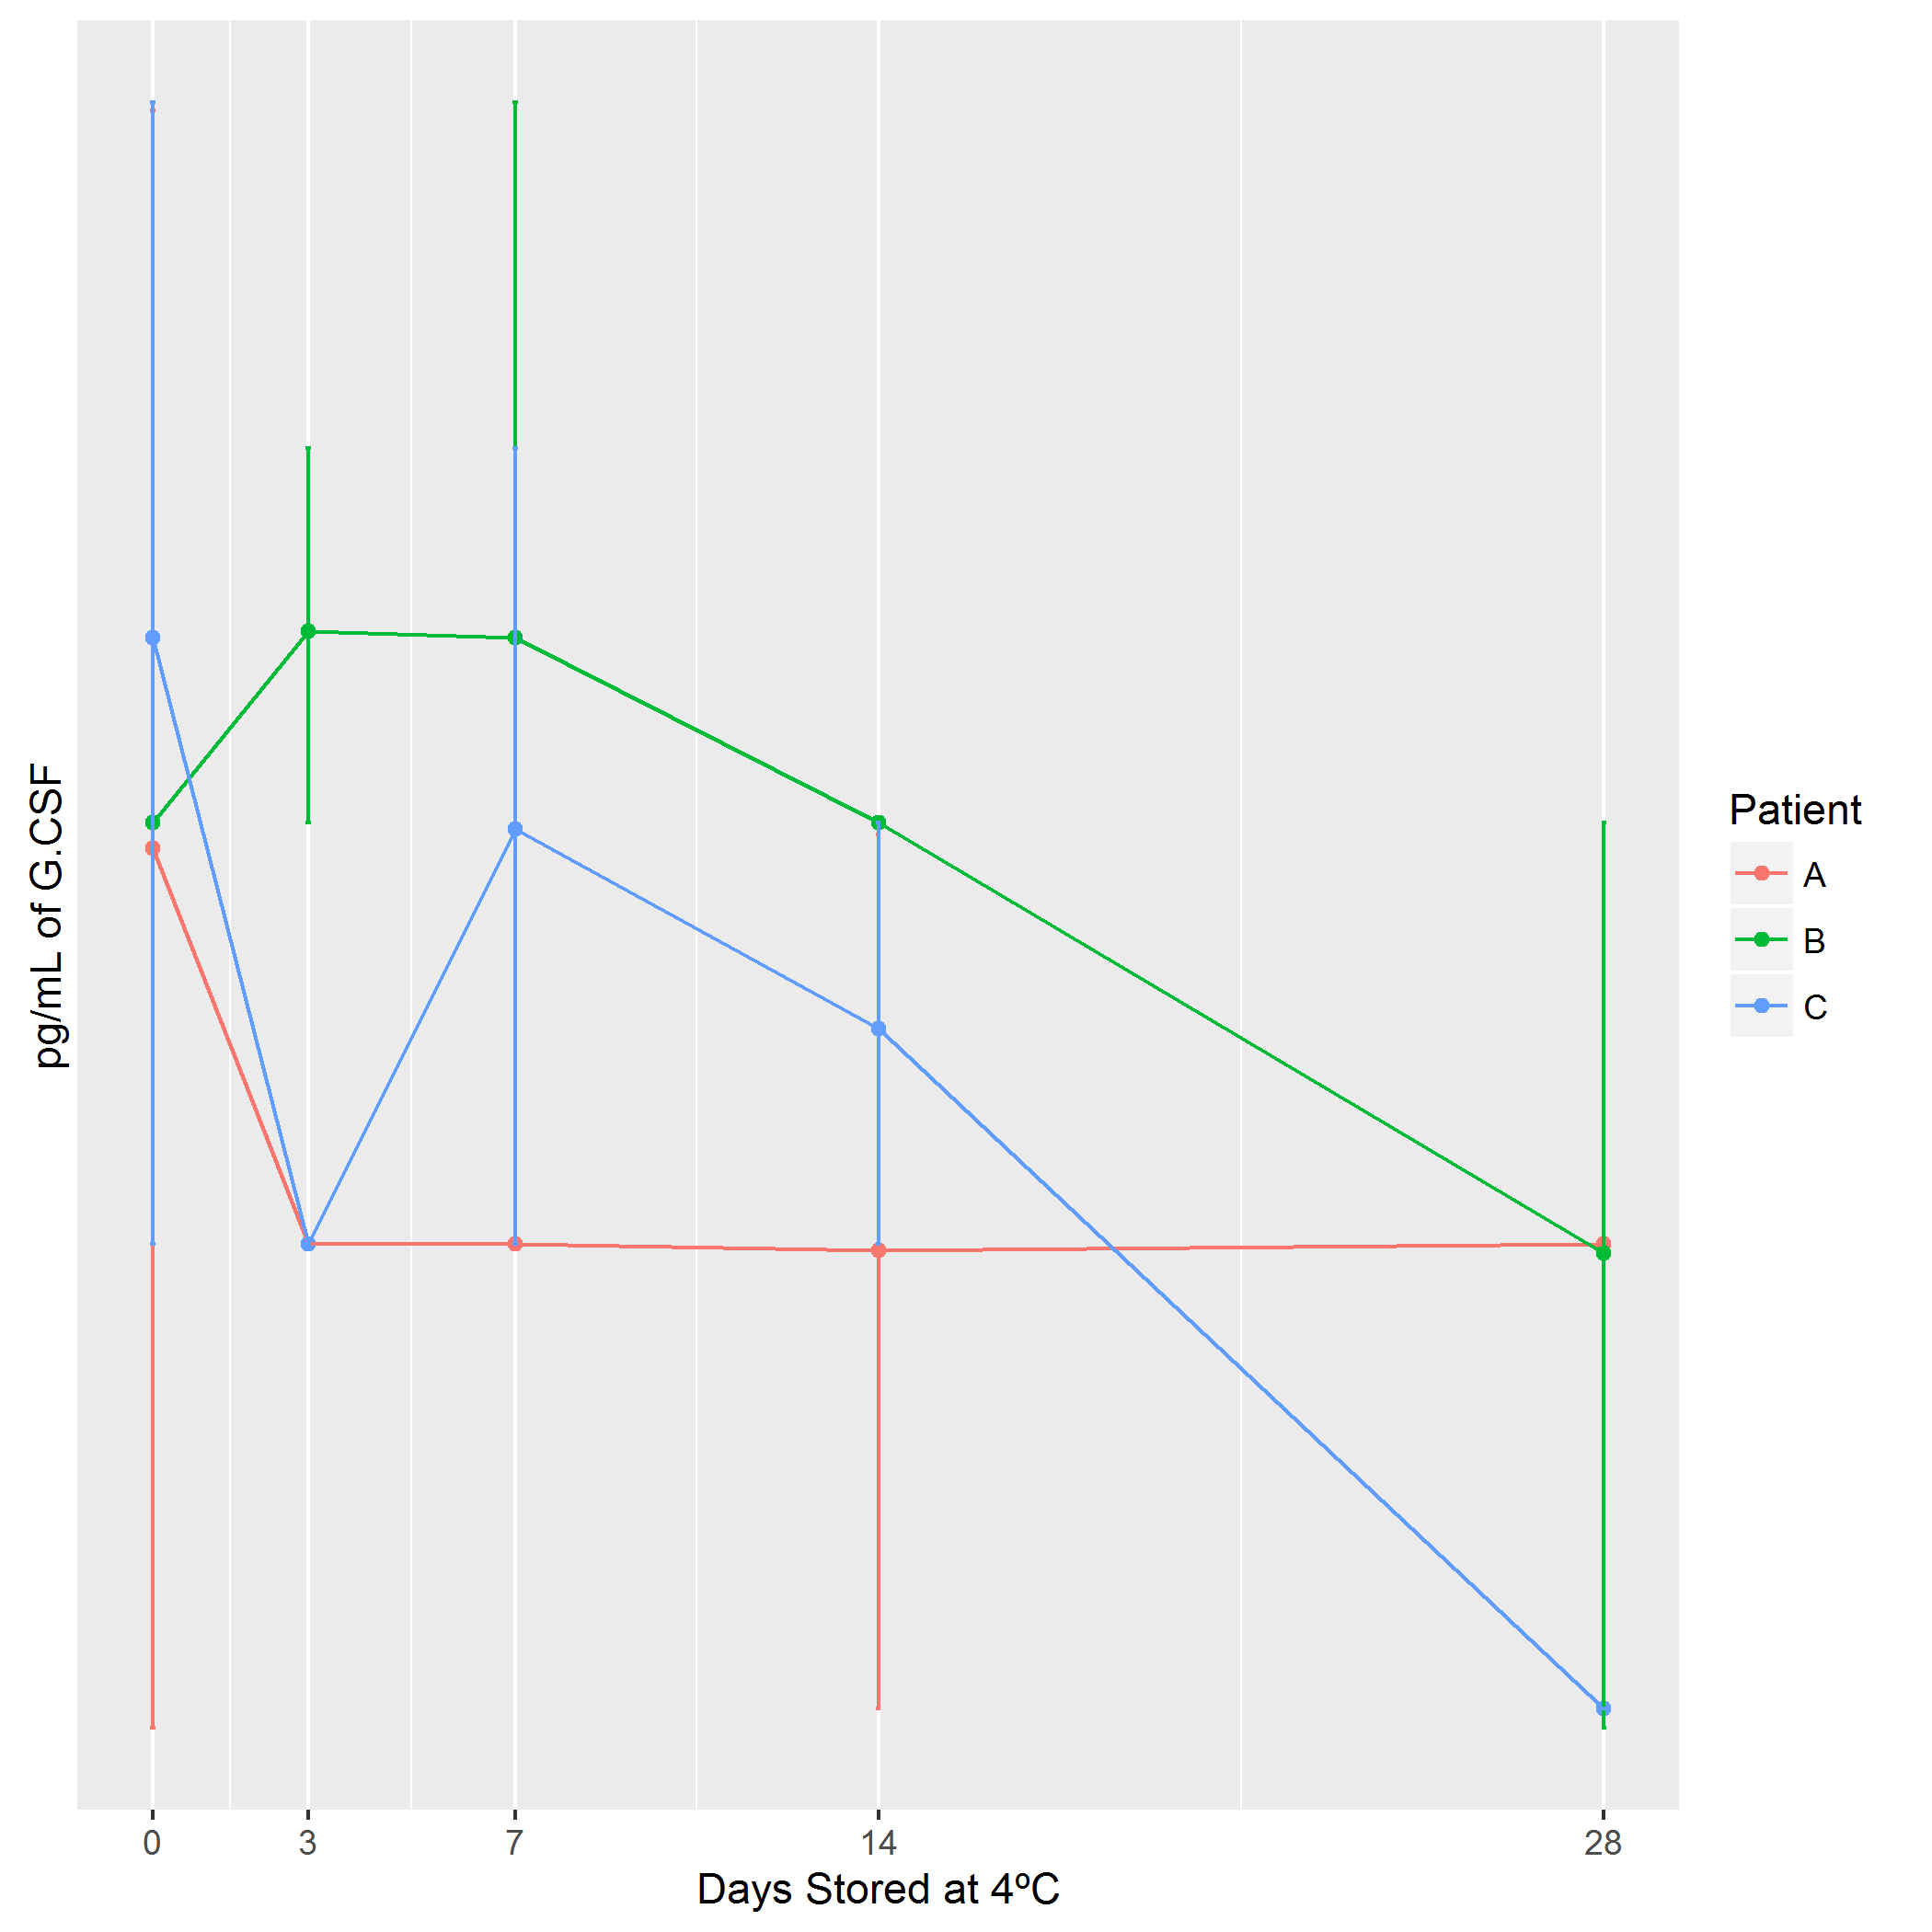 pg/mL of G.CSF
Patient
A
B
C
0 3 7 14 28
Days Stored at 4ºC